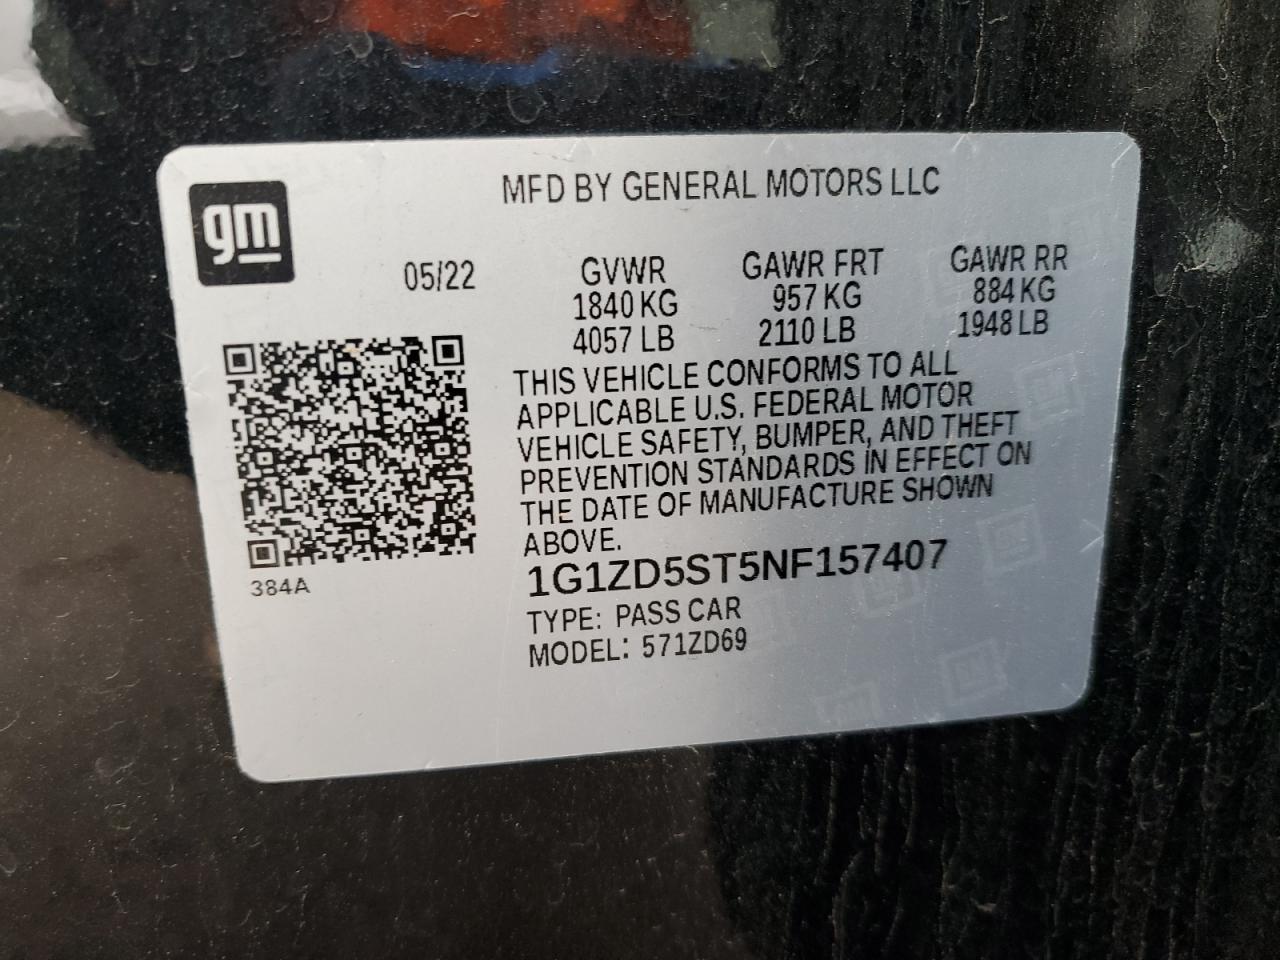 MFD BY GENERAL MOTORS LLC
gm
05/22
GVWR GAWR FRT GAWR RR
1840 KG 957 KG 884 KG
4057 LB 2110 LB 1948 LB
THIS VEHICLE CONFORMS TO ALL
APPLICABLE U.S. FEDERAL MOTOR
VEHICLE SAFETY, BUMPER, AND THEFT
PREVENTION STANDARDS IN EFFECT ON
THE DATE OF MANUFACTURE SHOWN
ABOVE.
384A
1G1ZD5ST5NF157407
TYPE: PASS CAR
MODEL: 571ZD69